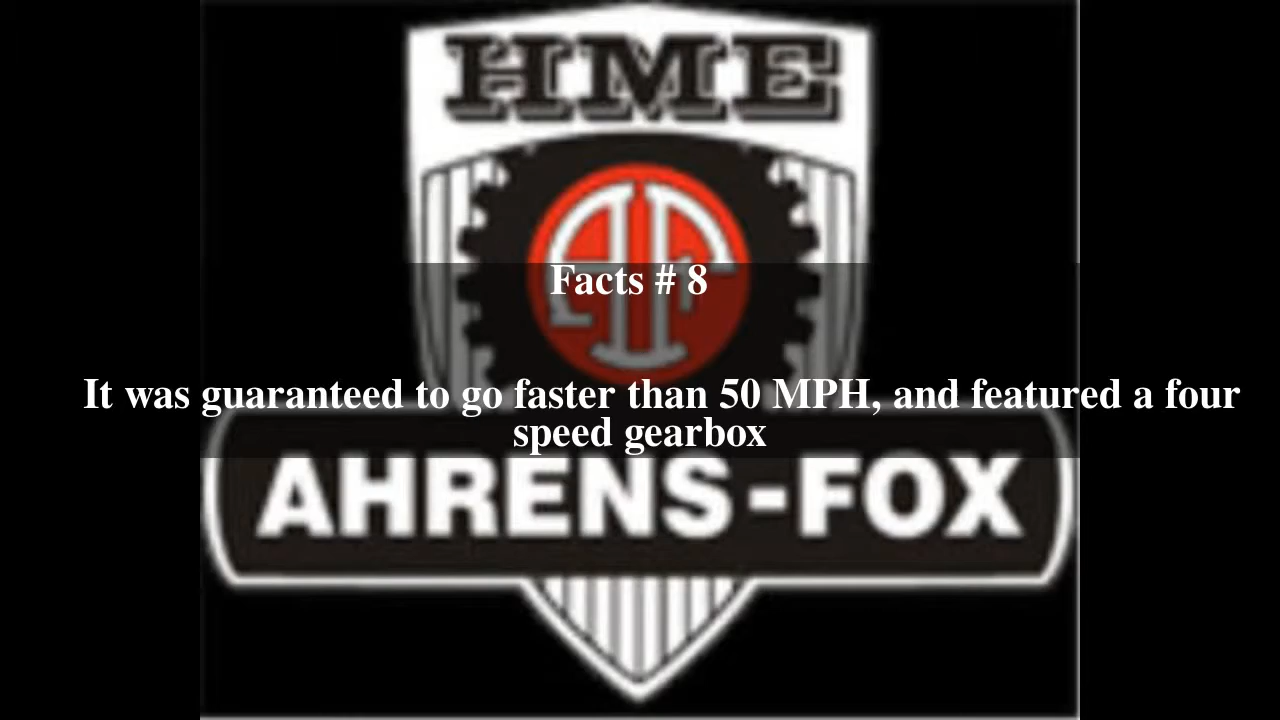 HME
AF
Facts # 8
It was guaranteed to go faster than 50 MPH, and featured a four
speed gearbox
AHRENS-FOX